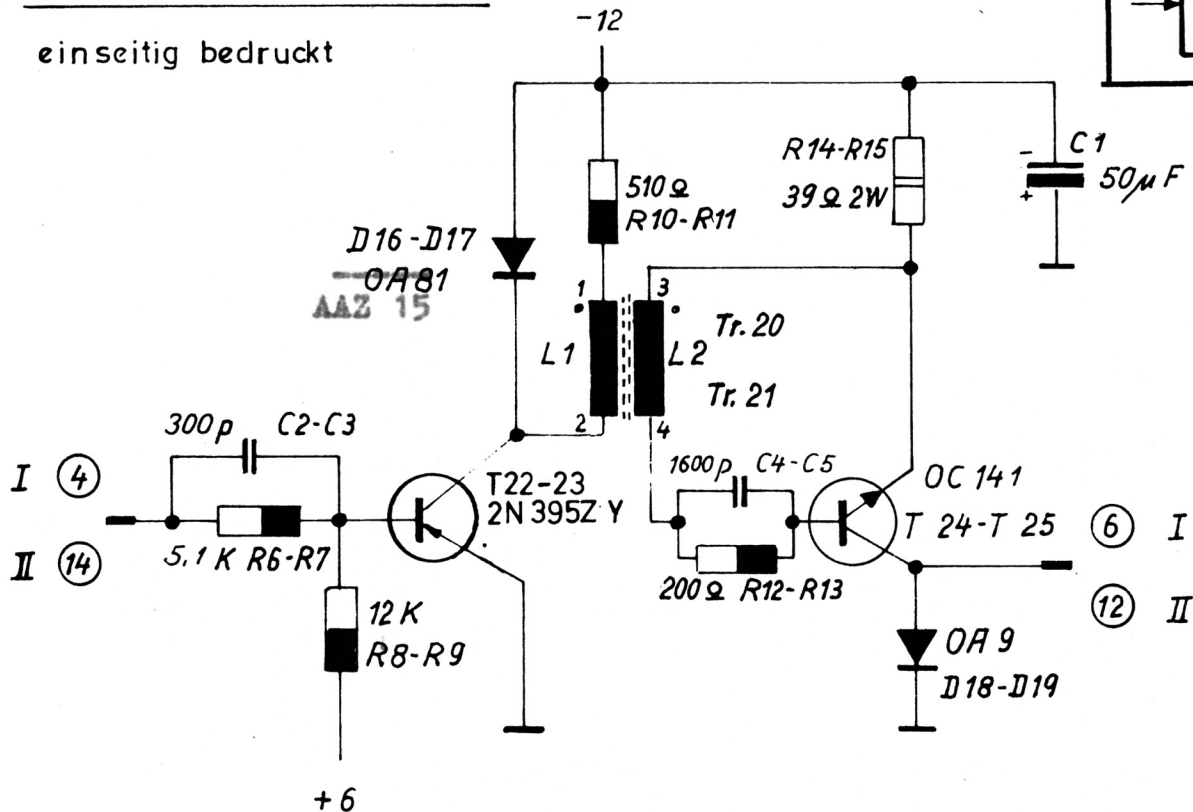 einseitig bedruckt
-12
R14-R15
39Ω 2W
C1
50µF
-
+
510Ω
R10-R11
D16-D17
OA81
AAZ 15
1
3
L1
L2
Tr. 20
Tr. 21
2
4
300p C2-C3
I 4
II 14
5,1 K R6-R7
T22-23
2N395Z Y
12 K
R8-R9
+6
1600p C4-C5
200Ω R12-R13
OC 141
T 24-T 25
6 I
12 II
OA9
D18-D19